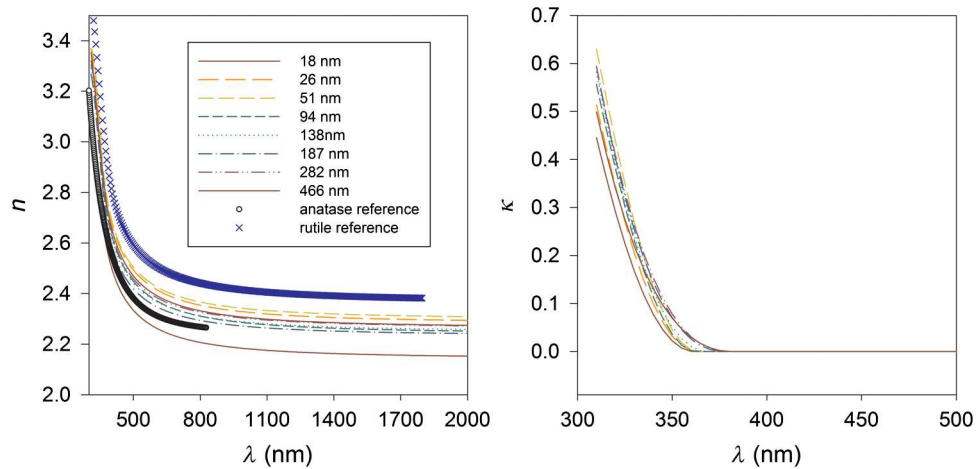 3.4
3.2
3.0
2.8
2.6
2.4
2.2
2.0
n
500 800 1100 1400 1700 2000
λ (nm)
18 nm
26 nm
51 nm
94 nm
138nm
187 nm
282 nm
466 nm
anatase reference
rutile reference
0.7
0.6
0.5
0.4
0.3
0.2
0.1
0.0
κ
300 350 400 450 500
λ (nm)